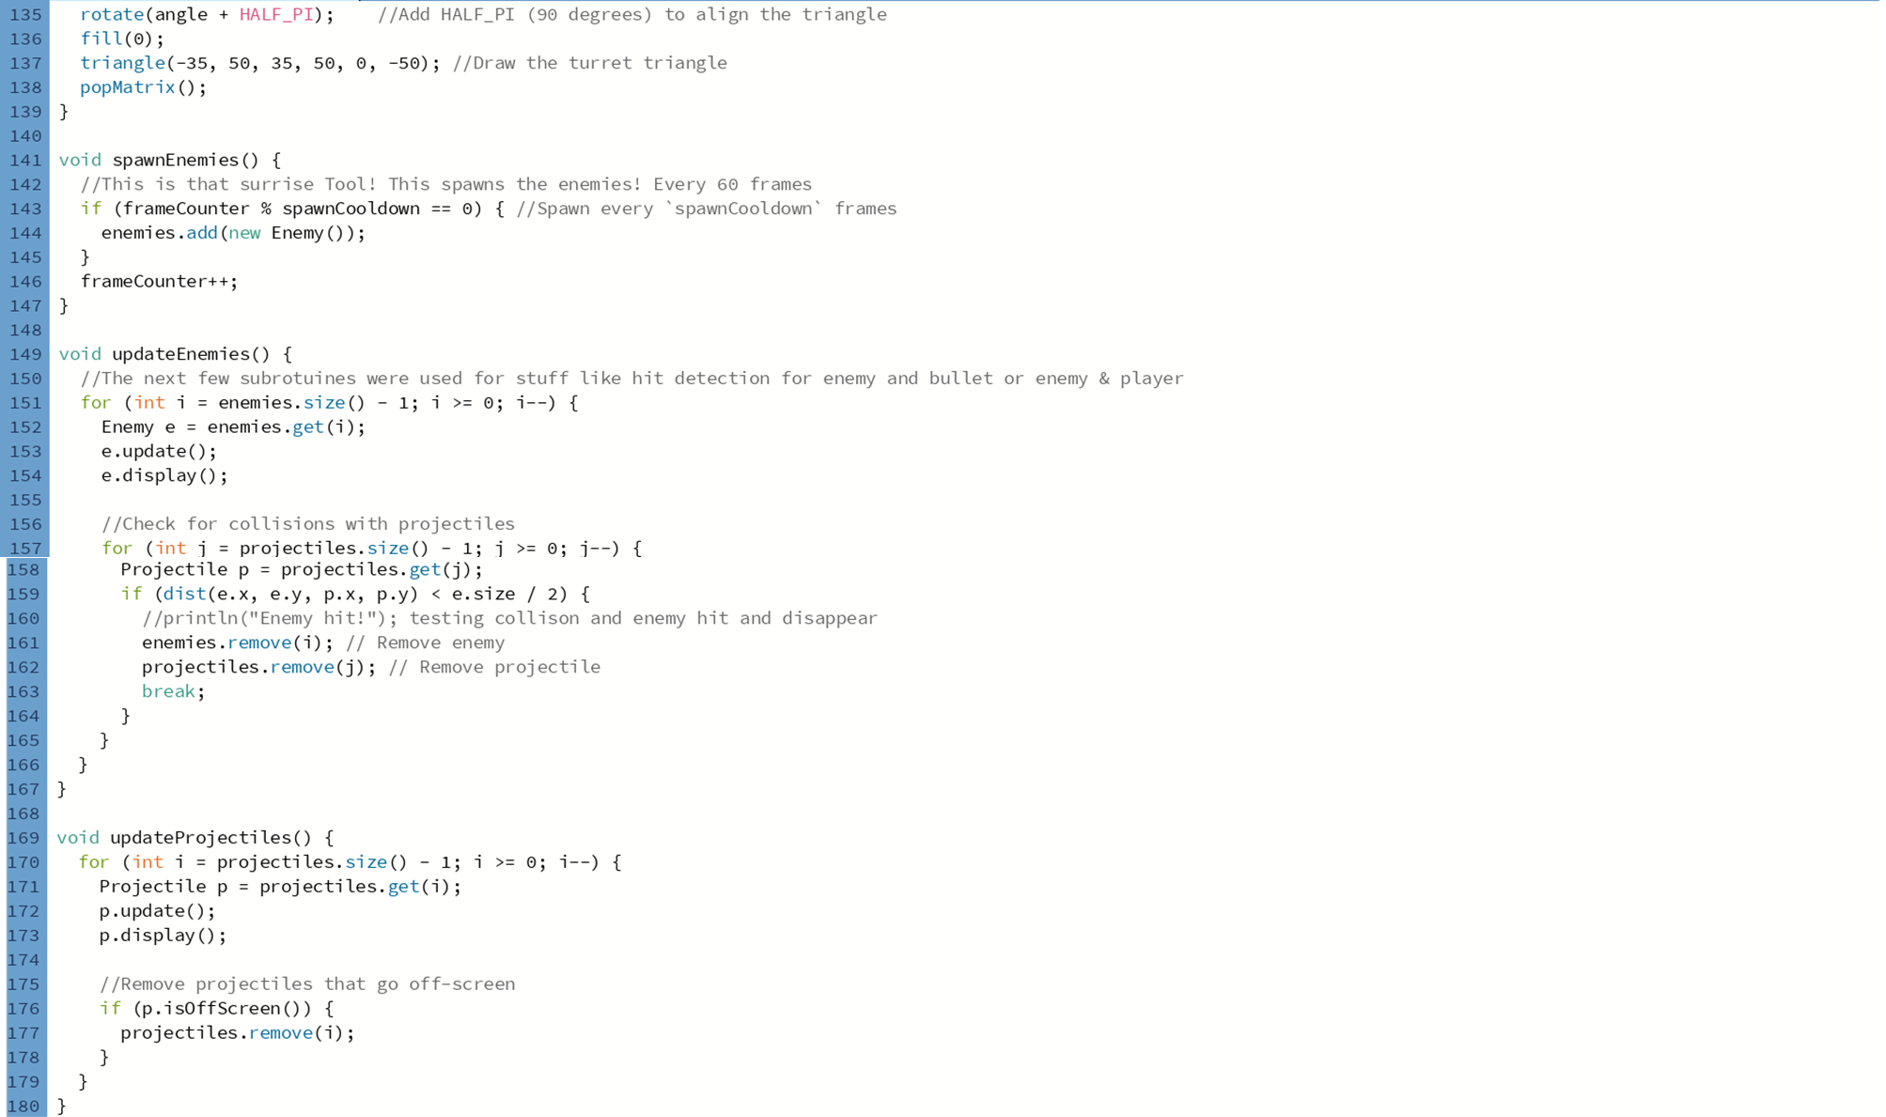 135 rotate(angle + HALF_PI); //Add HALF_PI (90 degrees) to align the triangle
136 fill(0);
137 triangle(-35, 50, 35, 50, 0, -50); //Draw the turret triangle
138 popMatrix();
139 }
140
141 void spawnEnemies() {
142 //This is that surrise Tool! This spawns the enemies! Every 60 frames
143 if (frameCounter % spawnCooldown == 0) { //Spawn every `spawnCooldown` frames
144 enemies.add(new Enemy());
145 }
146 frameCounter++;
147 }
148
149 void updateEnemies() {
150 //The next few subrotuines were used for stuff like hit detection for enemy and bullet or enemy & player
151 for (int i = enemies.size() - 1; i >= 0; i--) {
152 Enemy e = enemies.get(i);
153 e.update();
154 e.display();
155
156 //Check for collisions with projectiles
157 for (int j = projectiles.size() - 1; j >= 0; j--) {
158 Projectile p = projectiles.get(j);
159 if (dist(e.x, e.y, p.x, p.y) < e.size / 2) {
160 //println("Enemy hit!"); testing collison and enemy hit and disappear
161 enemies.remove(i); // Remove enemy
162 projectiles.remove(j); // Remove projectile
163 break;
164 }
165 }
166 }
167 }
168
169 void updateProjectiles() {
170 for (int i = projectiles.size() - 1; i >= 0; i--) {
171 Projectile p = projectiles.get(i);
172 p.update();
173 p.display();
174
175 //Remove projectiles that go off-screen
176 if (p.isOffScreen()) {
177 projectiles.remove(i);
178 }
179 }
180 }